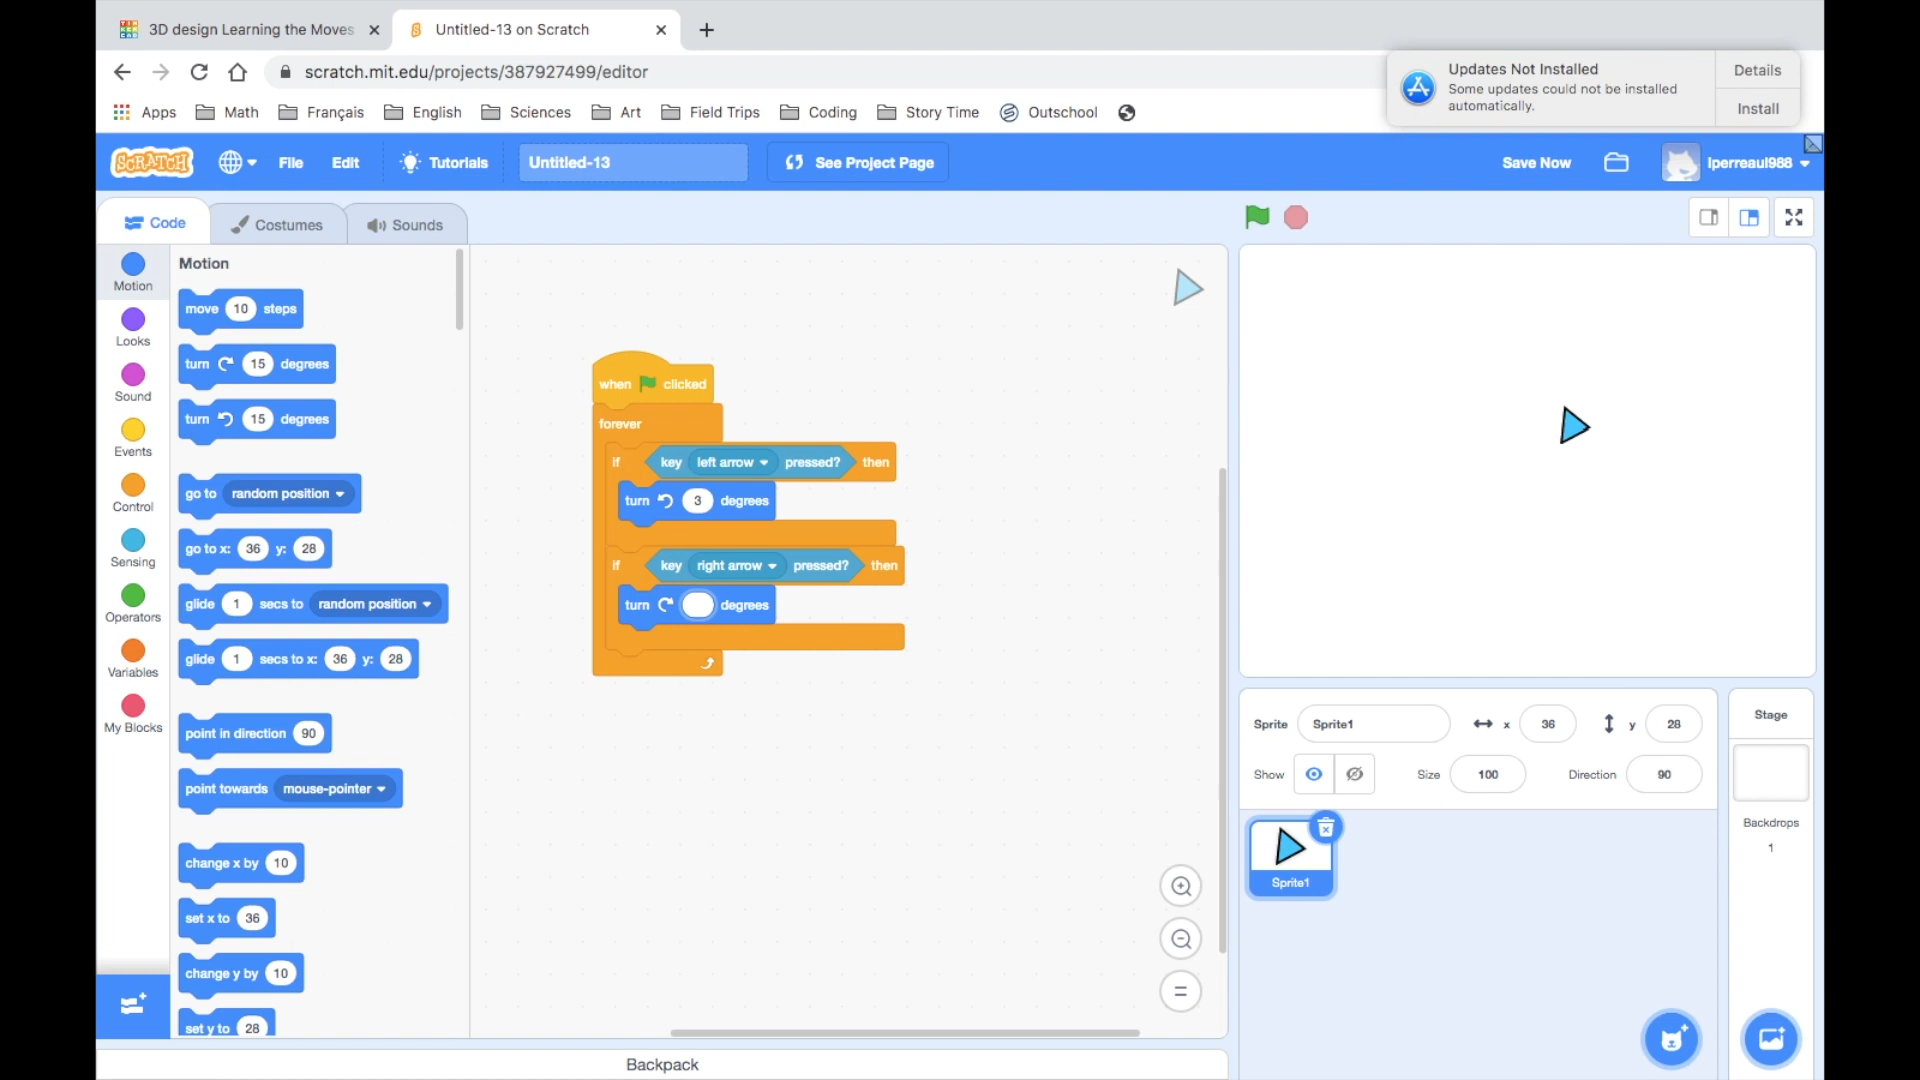 3D design Learning the Moves
Untitled-13 on Scratch
scratch.mit.edu/projects/387927499/editor
Updates Not Installed
Some updates could not be installed
automatically.
Details
Install
Apps
Math
Français
English
Sciences
Art
Field Trips
Coding
Story Time
Outschool
SCRATCH
File
Edit
Tutorials
Untitled-13
See Project Page
Save Now
lperreaul988
Code
Costumes
Sounds
Motion
Looks
Sound
Events
Control
Sensing
Operators
Variables
My Blocks
Motion
move 10 steps
turn 15 degrees
turn 15 degrees
go to random position
go to x: 36 y: 28
glide 1 secs to random position
glide 1 secs to x: 36 y: 28
point in direction 90
point towards mouse-pointer
change x by 10
set x to 36
change y by 10
set y to 28
when clicked
forever
if key left arrow pressed? then
turn 3 degrees
if key right arrow pressed? then
turn degrees
Backpack
Sprite Sprite1 x 36 y 28
Show Size 100 Direction 90
Sprite1
Stage
Backdrops
1